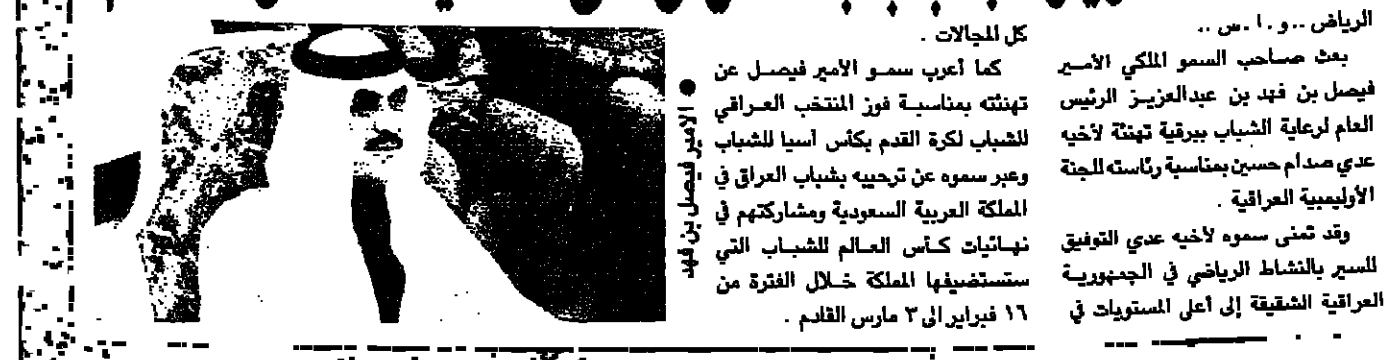 الرياض .. و . ا . س ..
بعث صاحب السمو الملكي الأمير
فيصل بن فهد بن عبدالعزيز الرئيس
العام لرعاية الشباب ببرقية تهنئة لأخيه
عدي صدام حسين بمناسبة رئاسته للجنة
الأوليمبية العراقية .
وقد تمنى سموه لأخيه عدي التوفيق
للسير بالنشاط الرياضي في الجمهورية
العراقية الشقيقة إلى أعلى المستويات في
كل المجالات .
كما أعرب سمو الأمير فيصل عن
تهنئته بمناسبة فوز المنتخب العراقي
للشباب لكرة القدم بكأس آسيا للشباب
وعبر سموه عن ترحيبه بشباب العراق في
المملكة العربية السعودية ومشاركتهم في
نهائيات كأس العالم للشباب التي
ستستضيفها المملكة خلال الفترة من
١٦ فبراير الى ٣ مارس القادم .
● الأمير فيصل بن فهد